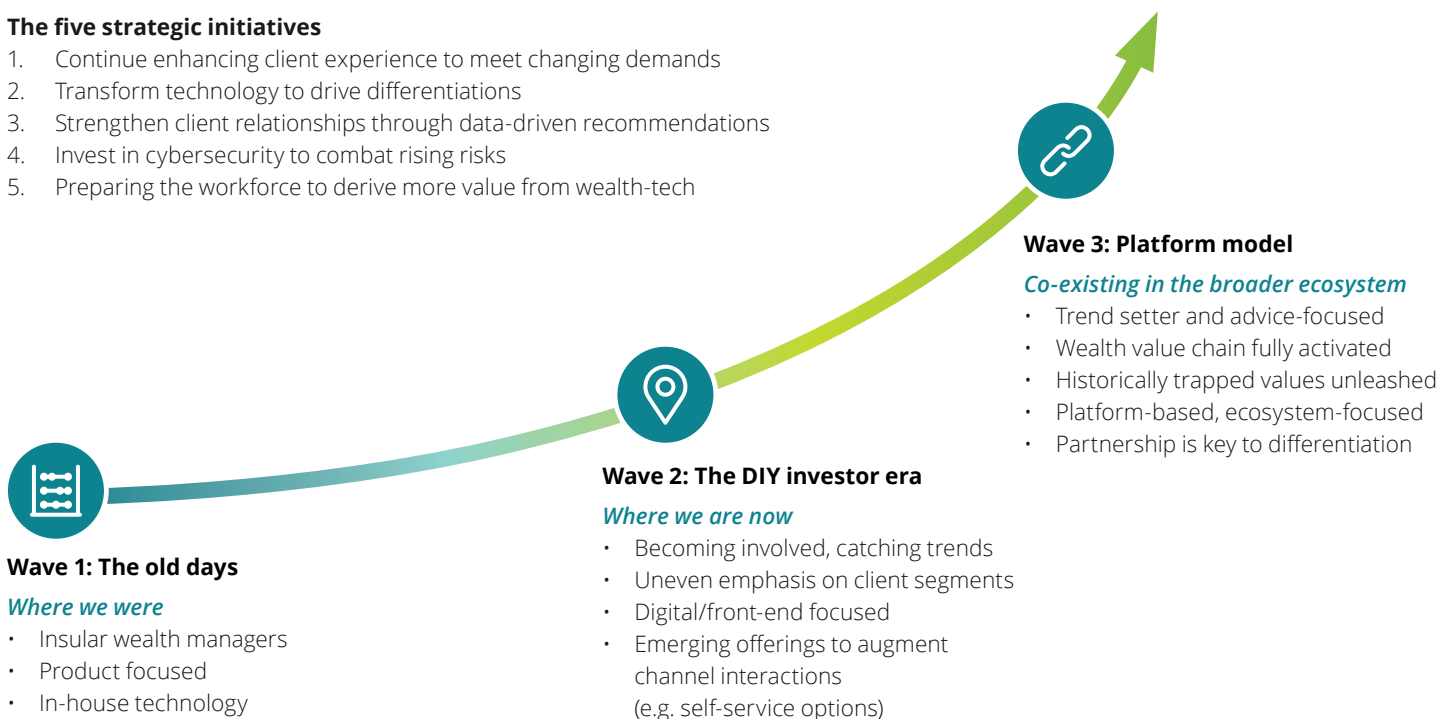 The five strategic initiatives
1. Continue enhancing client experience to meet changing demands
2. Transform technology to drive differentiations
3. Strengthen client relationships through data-driven recommendations
4. Invest in cybersecurity to combat rising risks
5. Preparing the workforce to derive more value from wealth-tech
Wave 1: The old days
Where we were
• Insular wealth managers
• Product focused
• In-house technology
Wave 2: The DIY investor era
Where we are now
• Becoming involved, catching trends
• Uneven emphasis on client segments
• Digital/front-end focused
• Emerging offerings to augment
channel interactions
(e.g. self-service options)
Wave 3: Platform model
Co-existing in the broader ecosystem
• Trend setter and advice-focused
• Wealth value chain fully activated
• Historically trapped values unleashed
• Platform-based, ecosystem-focused
• Partnership is key to differentiation